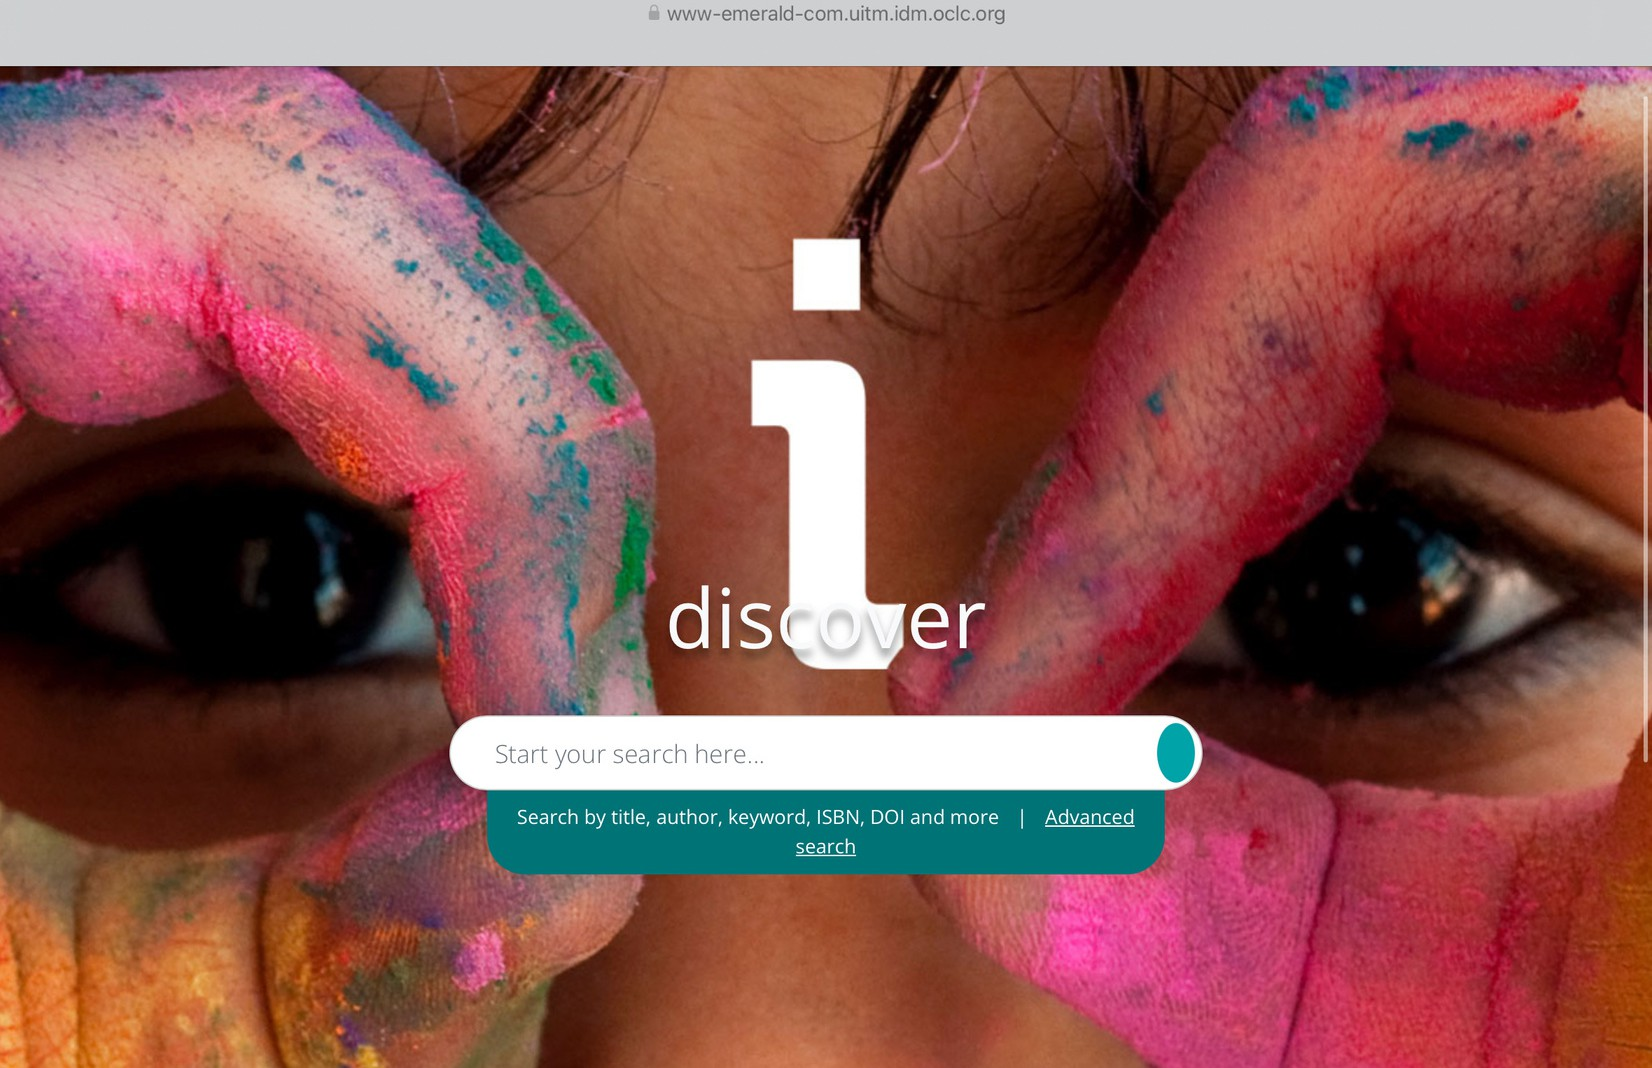 www-emerald-com.uitm.idm.oclc.org
i
discover
Start your search here...
Search by title, author, keyword, ISBN, DOI and more | Advanced
search